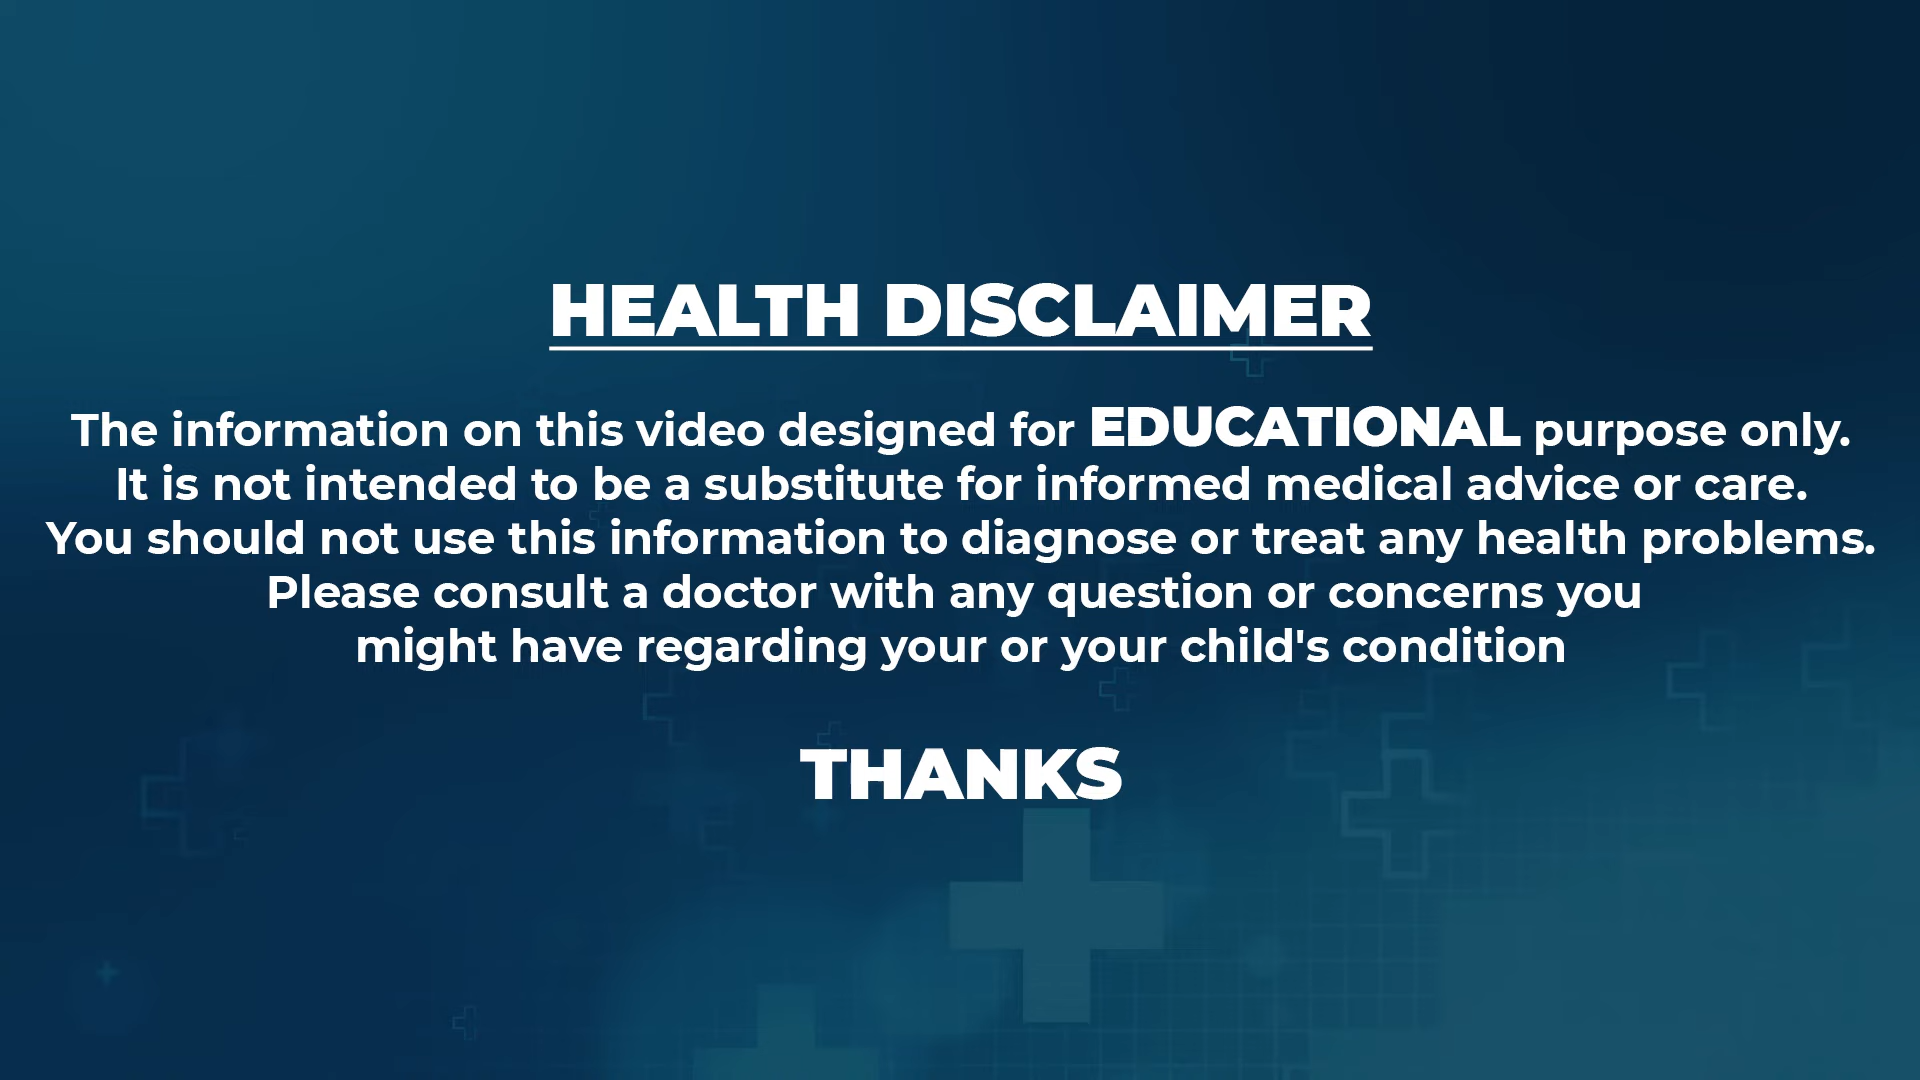 HEALTH DISCLAIMER
The information on this video designed for EDUCATIONAL purpose only.
It is not intended to be a substitute for informed medical advice or care.
You should not use this information to diagnose or treat any health problems.
Please consult a doctor with any question or concerns you
might have regarding your or your child's condition
THANKS